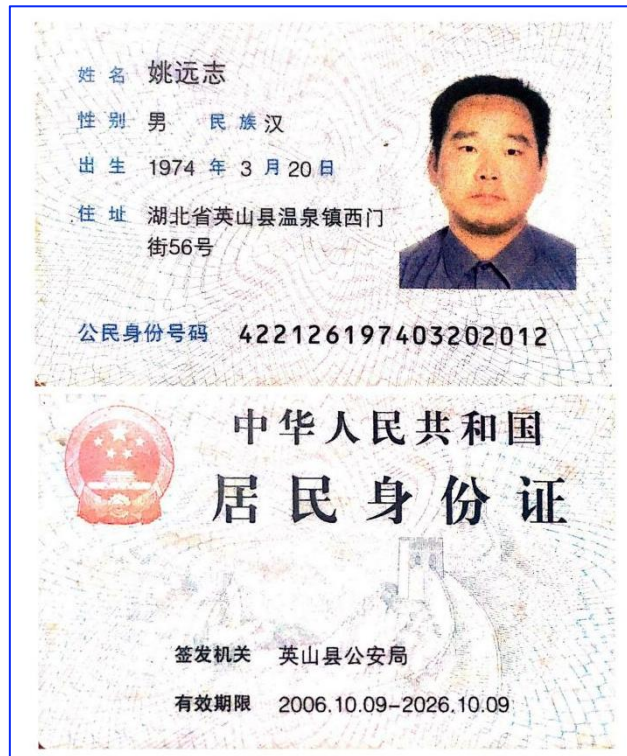 姓名 姚远志
性别 男 民族 汉
出生 1974 年 3 月 20 日
住址 湖北省英山县温泉镇西门
街56号
公民身份号码 422126197403202012
中华人民共和国
居民身份证
签发机关 英山县公安局
有效期限 2006.10.09-2026.10.09